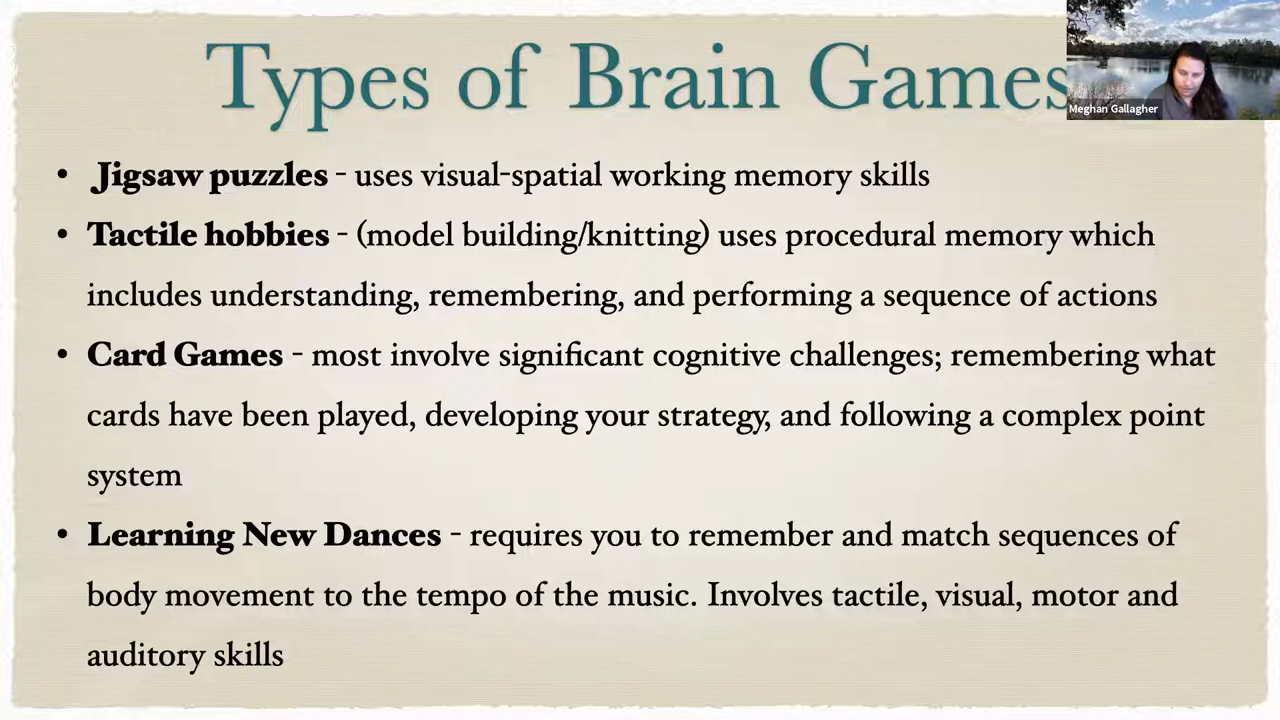 Types of Brain Games
Meghan Gallagher
• Jigsaw puzzles - uses visual-spatial working memory skills
• Tactile hobbies - (model building/knitting) uses procedural memory which
includes understanding, remembering, and performing a sequence of actions
• Card Games - most involve significant cognitive challenges; remembering what
cards have been played, developing your strategy, and following a complex point
system
• Learning New Dances - requires you to remember and match sequences of
body movement to the tempo of the music. Involves tactile, visual, motor and
auditory skills